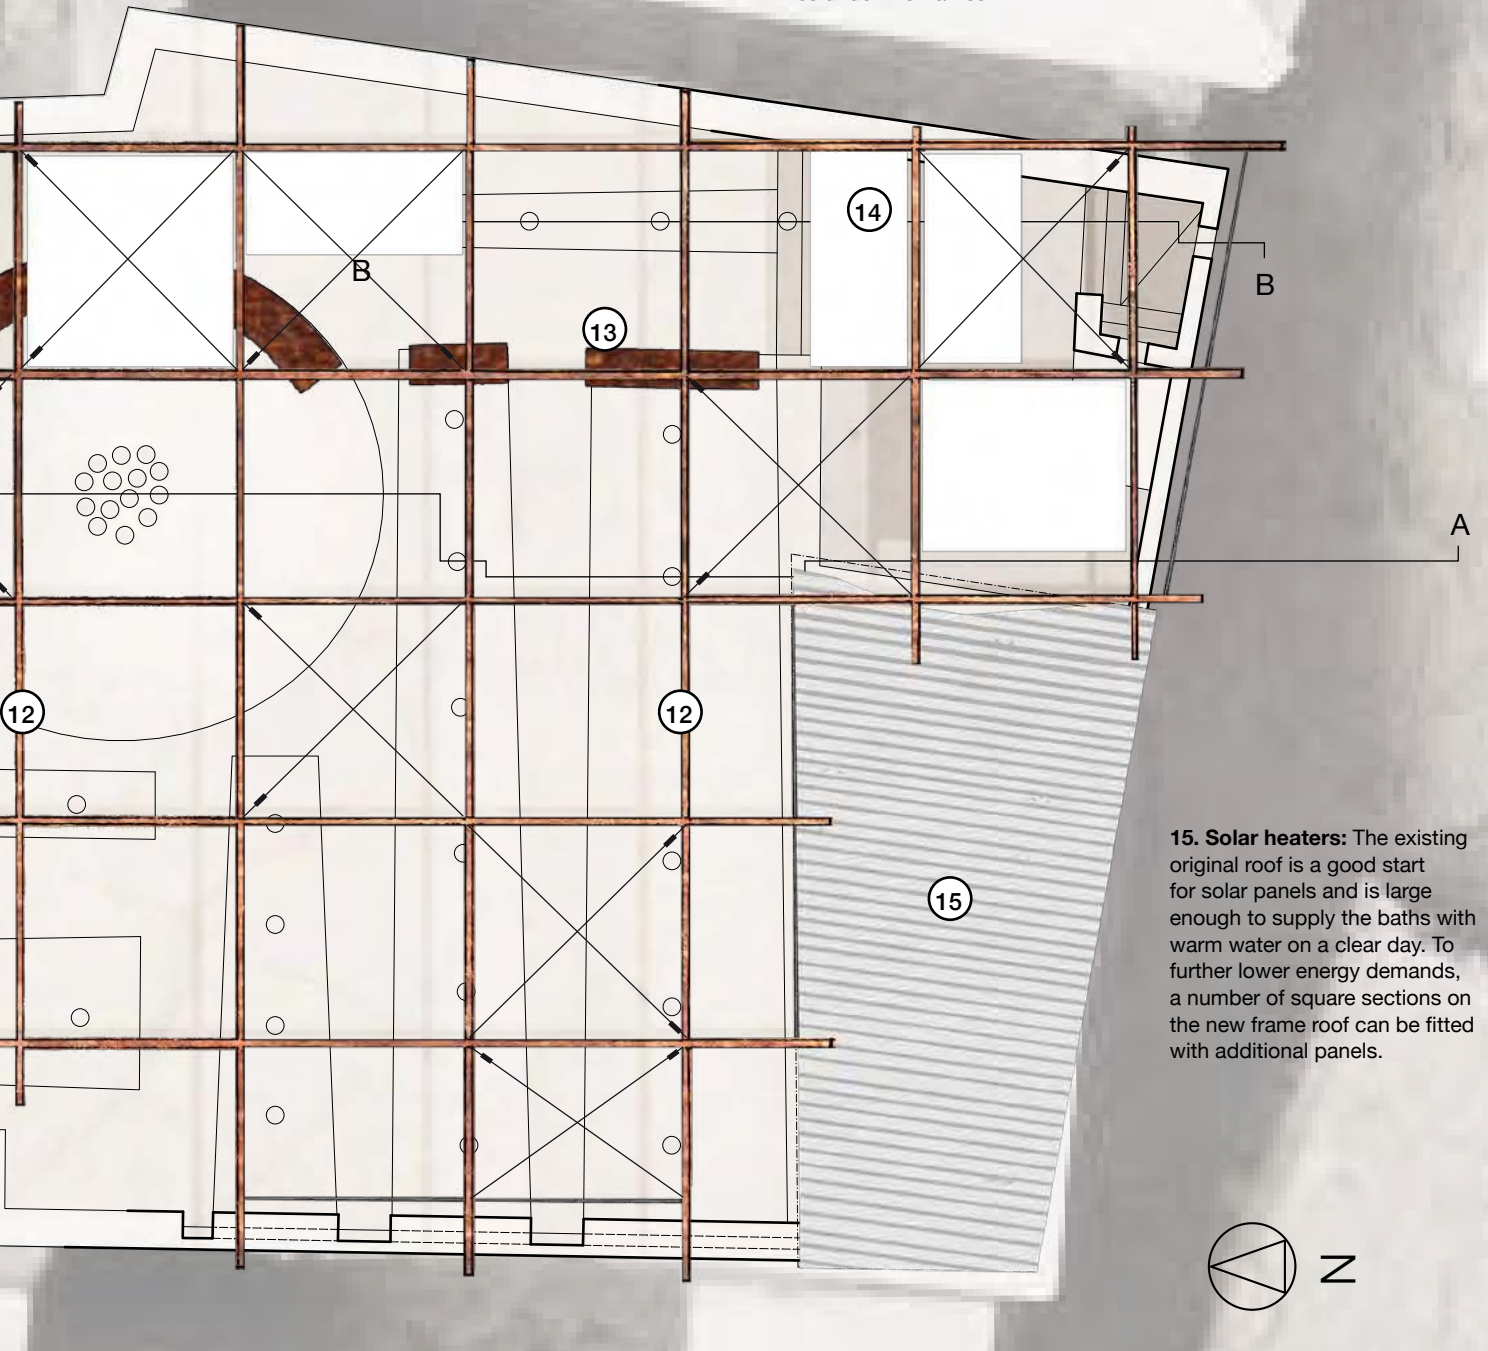 14
B
B
13
A
12
12
15. Solar heaters: The existing
original roof is a good start
for solar panels and is large
enough to supply the baths with
warm water on a clear day. To
further lower energy demands,
a number of square sections on
the new frame roof can be fitted
with additional panels.
15
N